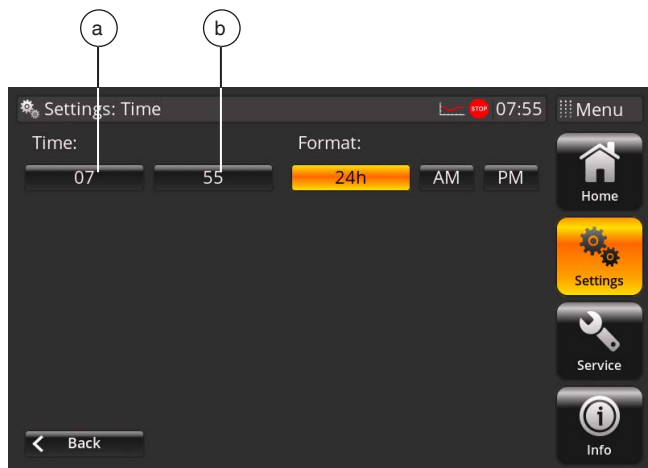 a b
Settings: Time STOP 07:55 Menu
Time: Format:
07 55 24h AM PM
Home
Settings
Service
Back
Info